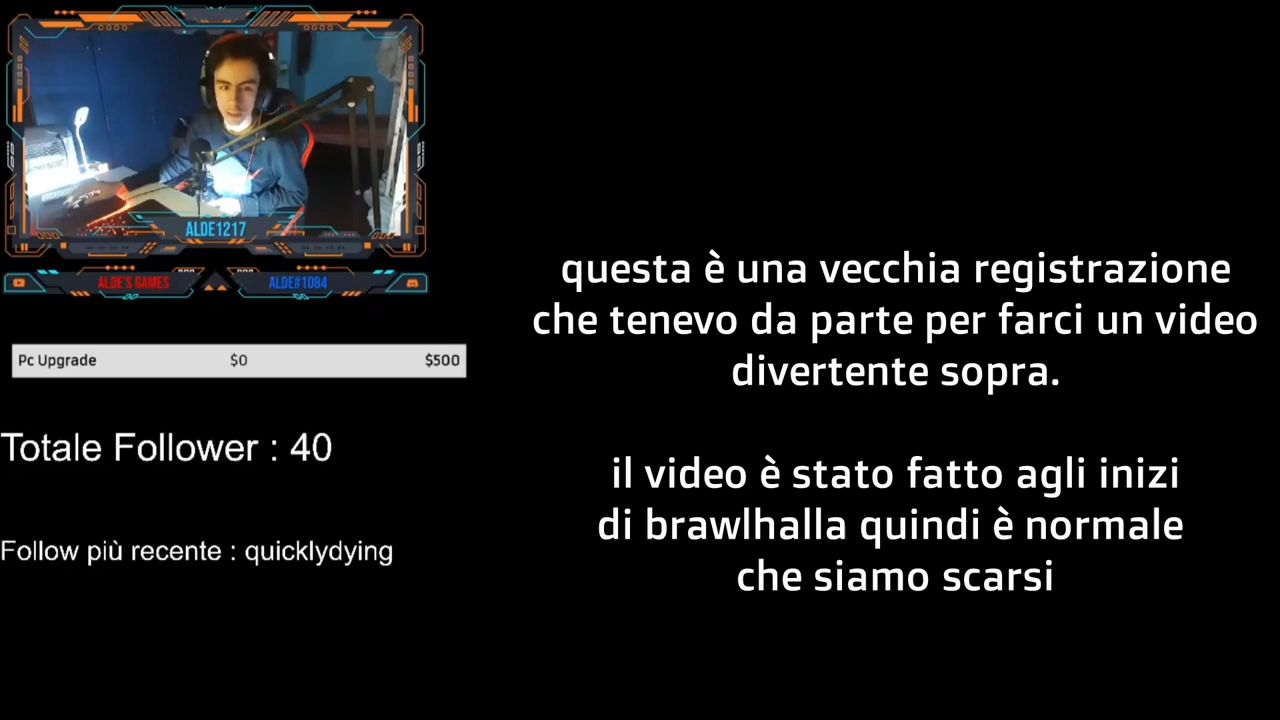 ALDE1217
ALDE'S GAMES
ALDE#1084
Pc Upgrade $0 $500
Totale Follower : 40
Follow più recente : quicklydying
questa è una vecchia registrazione
che tenevo da parte per farci un video
divertente sopra.
il video è stato fatto agli inizi
di brawlhalla quindi è normale
che siamo scarsi